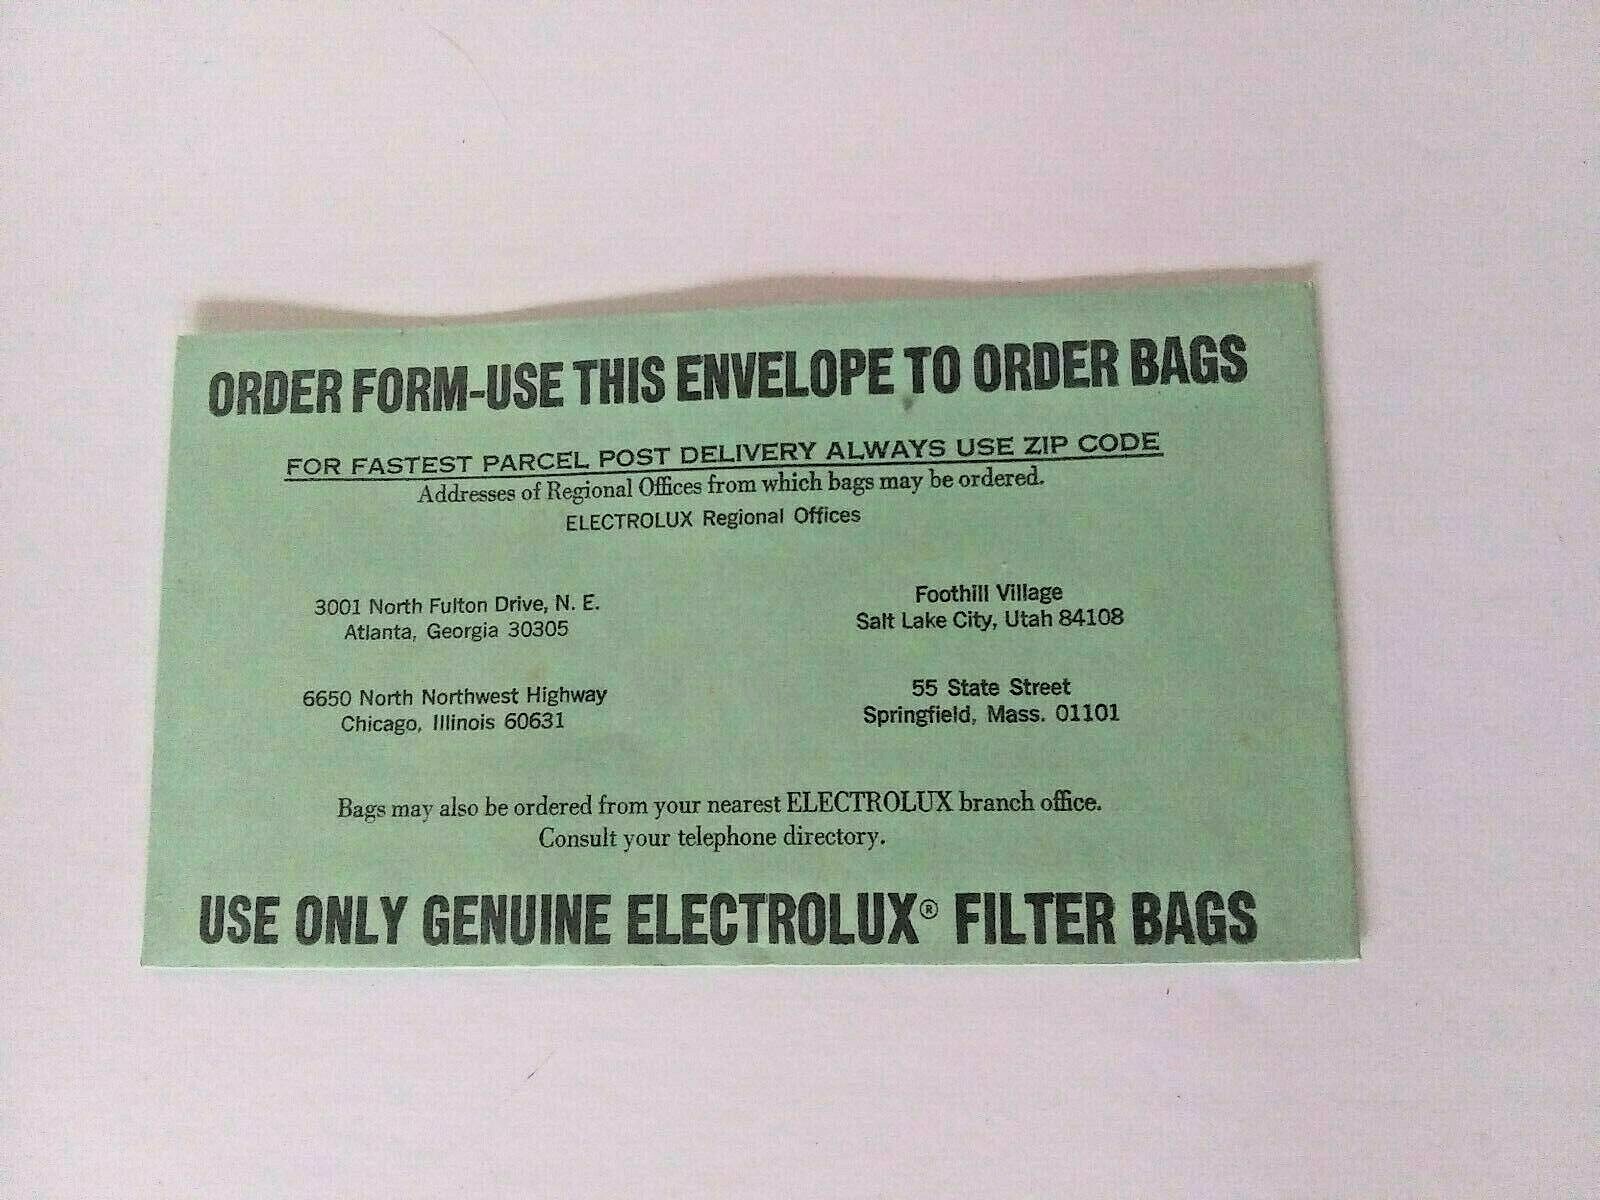 ORDER FORM-USE THIS ENVELOPE TO ORDER BAGS
FOR FASTEST PARCEL POST DELIVERY ALWAYS USE ZIP CODE
Addresses of Regional Offices from which bags may be ordered.
ELECTROLUX Regional Offices
3001 North Fulton Drive, N. E.
Atlanta, Georgia 30305
6650 North Northwest Highway
Chicago, Illinois 60631
Foothill Village
Salt Lake City, Utah 84108
55 State Street
Springfield, Mass. 01101
Bags may also be ordered from your nearest ELECTROLUX branch office.
Consult your telephone directory.
USE ONLY GENUINE ELECTROLUX® FILTER BAGS